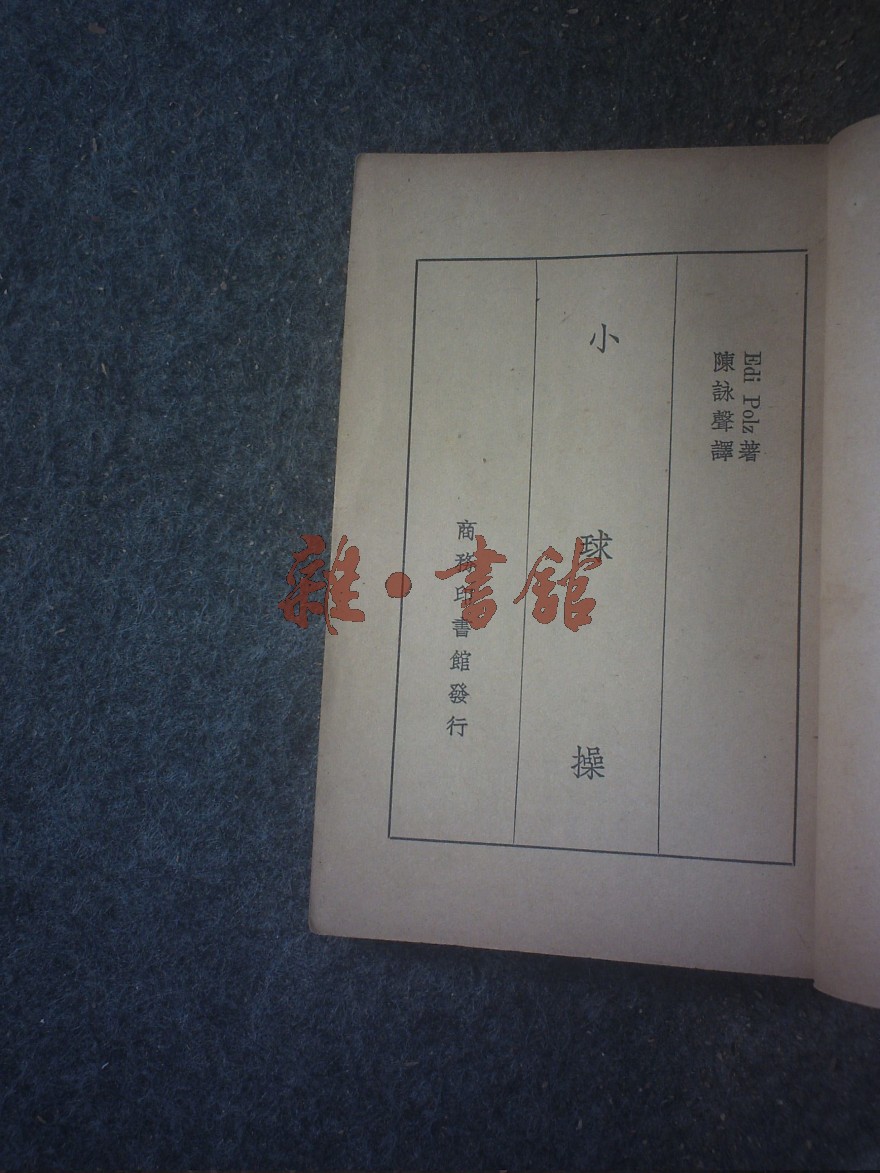 Edi Polz著
陳詠聲譯
小球操
商務印書館發行
雜·書館